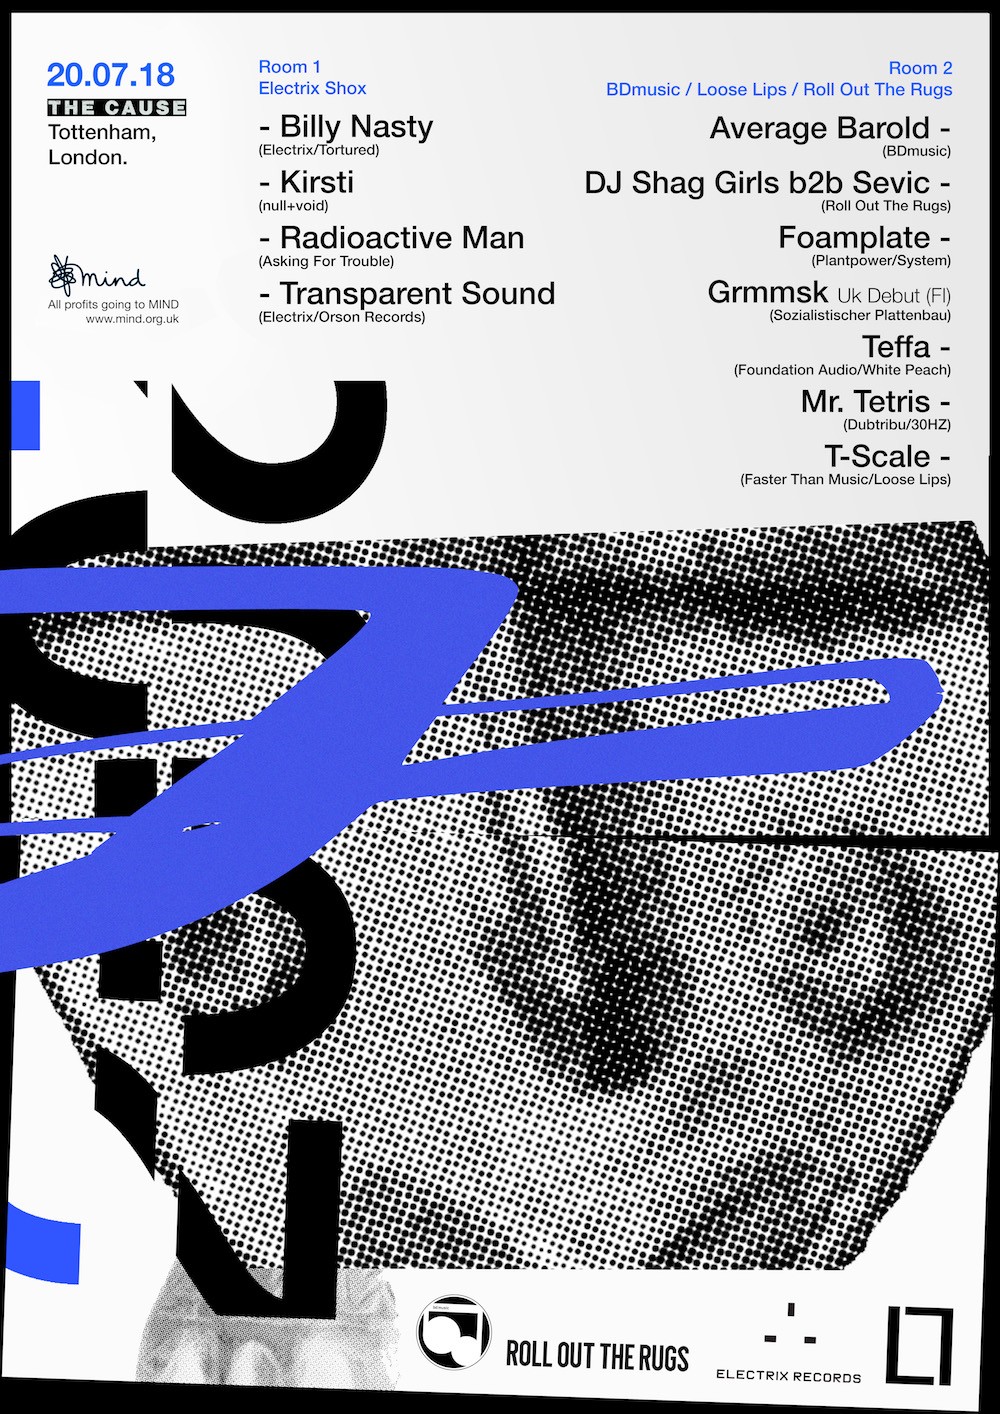 20.07.18
THE CAUSE
Tottenham,
London.
mind
All profits going to MIND
www.mind.org.uk
Room 1
Electrix Shox
- Billy Nasty
(Electrix/Tortured)
- Kirsti
(null+void)
- Radioactive Man
(Asking For Trouble)
- Transparent Sound
(Electrix/Orson Records)
Room 2
BDmusic / Loose Lips / Roll Out The Rugs
Average Barold -
(BDmusic)
DJ Shag Girls b2b Sevic -
(Roll Out The Rugs)
Foamplate -
(Plantpower/System)
Grmmsk Uk Debut (FI)
(Sozialistischer Plattenbau)
Teffa -
(Foundation Audio/White Peach)
Mr. Tetris -
(Dubtribu/30HZ)
T-Scale -
(Faster Than Music/Loose Lips)
ROLL OUT THE RUGS
ELECTRIX RECORDS